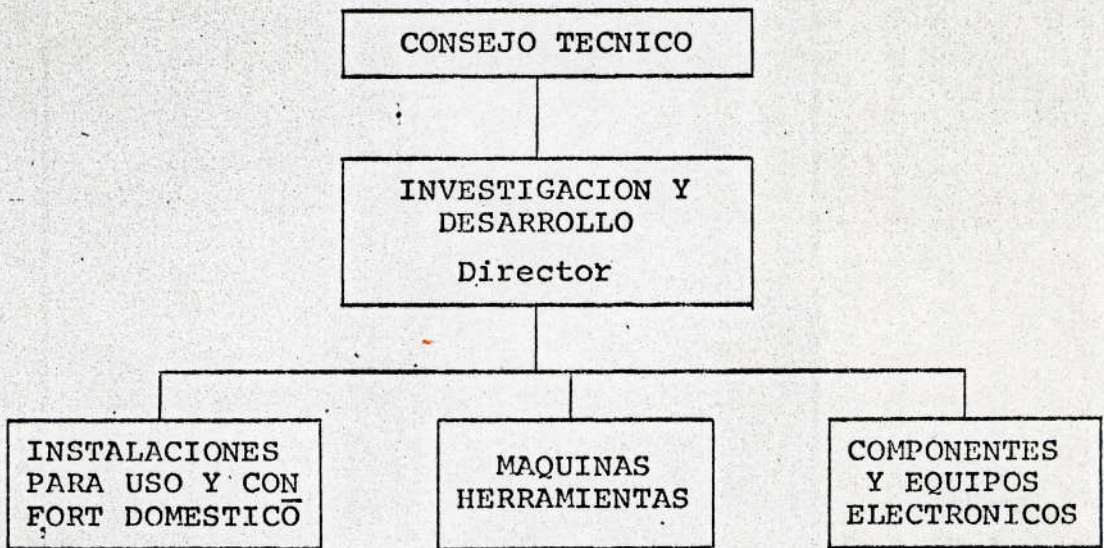 CONSEJO TECNICO
INVESTIGACION Y
DESARROLLO
Director
INSTALACIONES
PARA USO Y CON
FORT DOMESTICO
MAQUINAS
HERRAMIENTAS
COMPONENTES
Y EQUIPOS
ELECTRONICOS